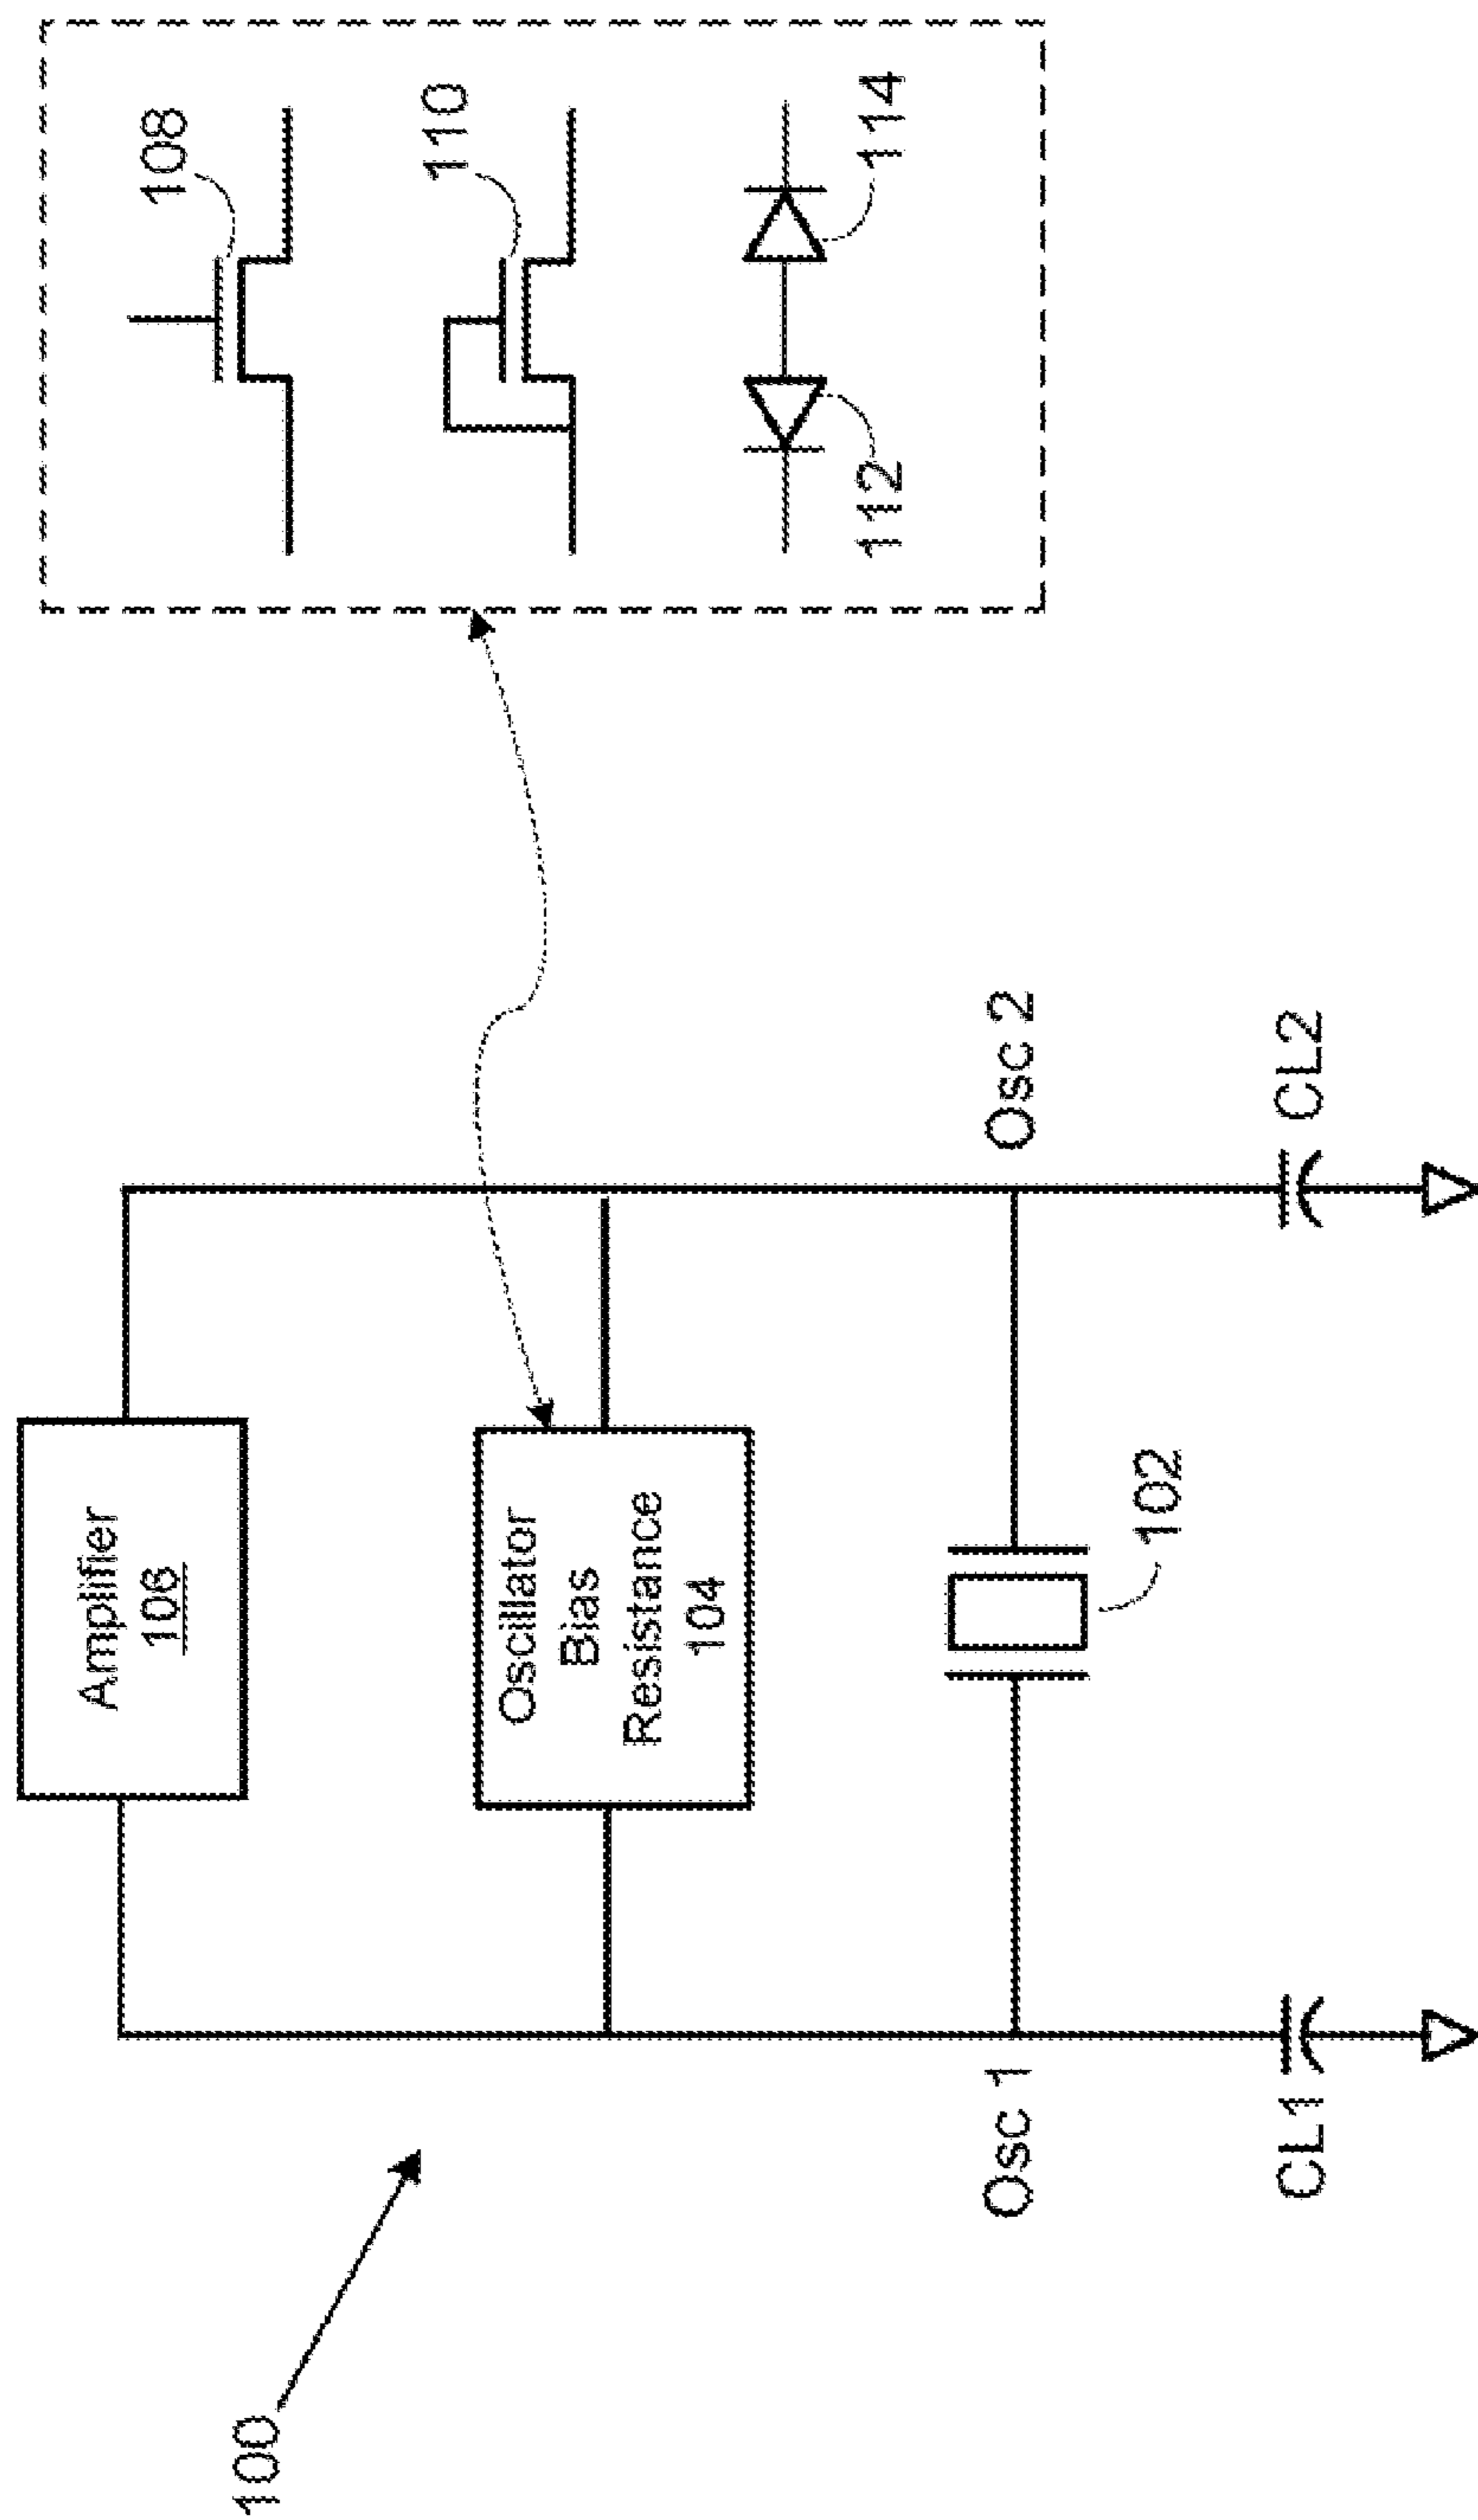 100
Amplifier
106
108
110
112
114
Oscillator
Bias
Resistance
104
102
Osc 1
Osc 2
CL1
CL2